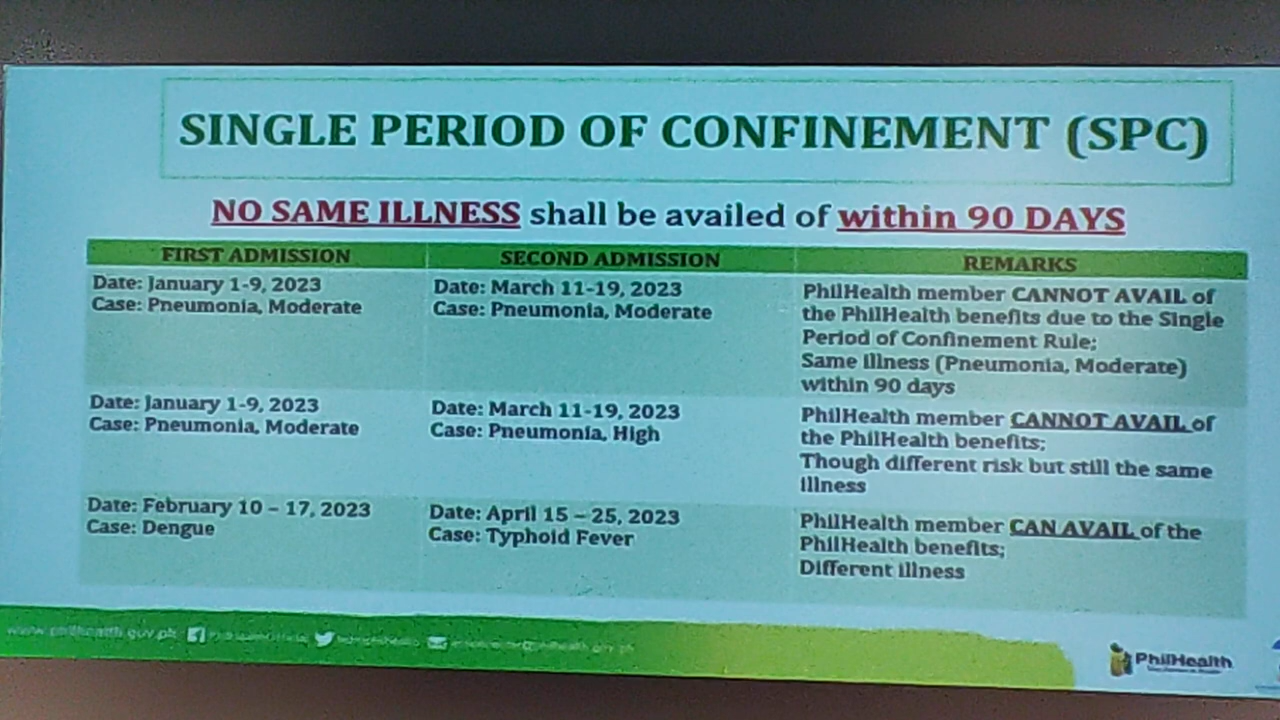 SINGLE PERIOD OF CONFINEMENT (SPC)
NO SAME ILLNESS shall be availed of within 90 DAYS
FIRST ADMISSION
SECOND ADMISSION
REMARKS
Date: January 1-9, 2023
Case: Pneumonia, Moderate
Date: March 11-19, 2023
Case: Pneumonia, Moderate
PhilHealth member CANNOT AVAIL of
the PhilHealth benefits due to the Single
Period of Confinement Rule;
Same Illness (Pneumonia, Moderate)
within 90 days
Date: January 1-9, 2023
Case: Pneumonia, Moderate
Date: March 11-19, 2023
Case: Pneumonia, High
PhilHealth member CANNOT AVAIL of
the PhilHealth benefits;
Though different risk but still the same
illness
Date: February 10 – 17, 2023
Case: Dengue
Date: April 15 – 25, 2023
Case: Typhoid Fever
PhilHealth member CAN AVAIL of the
PhilHealth benefits;
Different illness
www.philhealth.gov.ph
PhilHealth